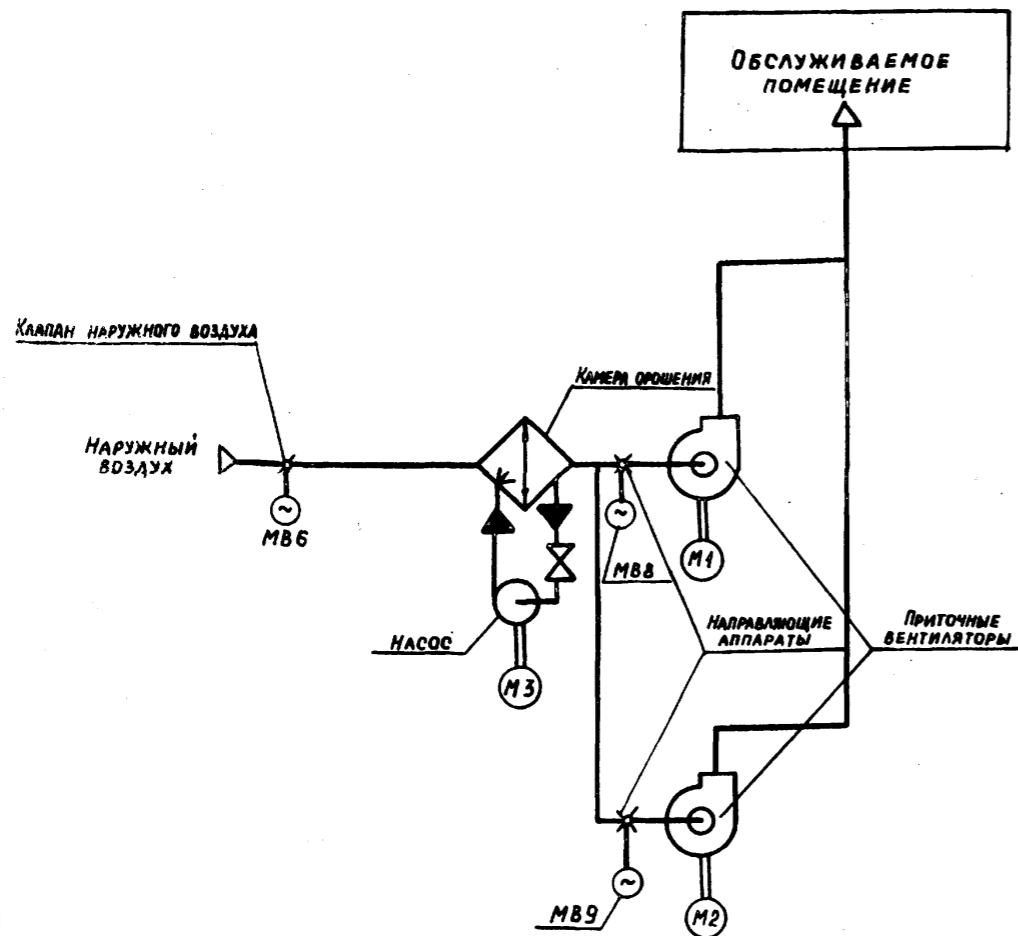 ОБСЛУЖИВАЕМОЕ
ПОМЕЩЕНИЕ
КЛАПАН НАРУЖНОГО ВОЗДУХА
КАМЕРА ОРОШЕНИЯ
НАРУЖНЫЙ
ВОЗДУХ
МВ6
МВ8
М1
НАСОС
М3
НАПРАВЛЯЮЩИЕ
АППАРАТЫ
ПРИТОЧНЫЕ
ВЕНТИЛЯТОРЫ
МВ9
М2